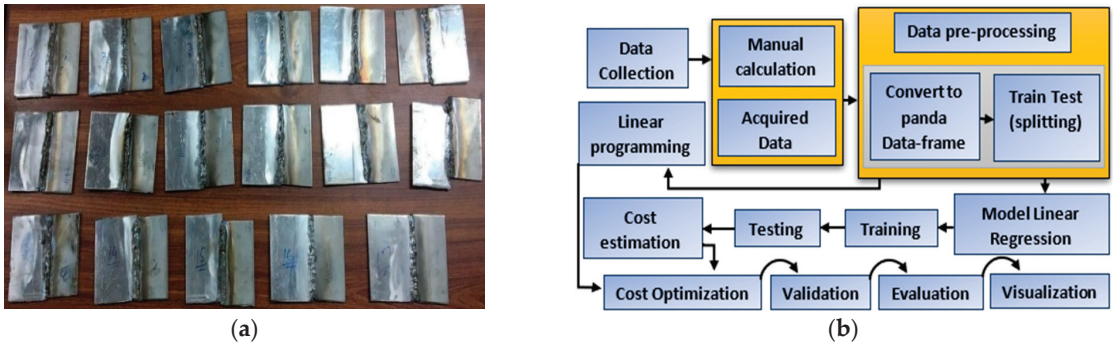 Data
Collection
Manual
calculation
Acquired
Data
Data pre-processing
Convert to
panda
Data-frame
Train Test
(splitting)
Linear
programming
Cost
estimation
Testing
Training
Model Linear
Regression
Cost Optimization
Validation
Evaluation
Visualization
(a)
(b)